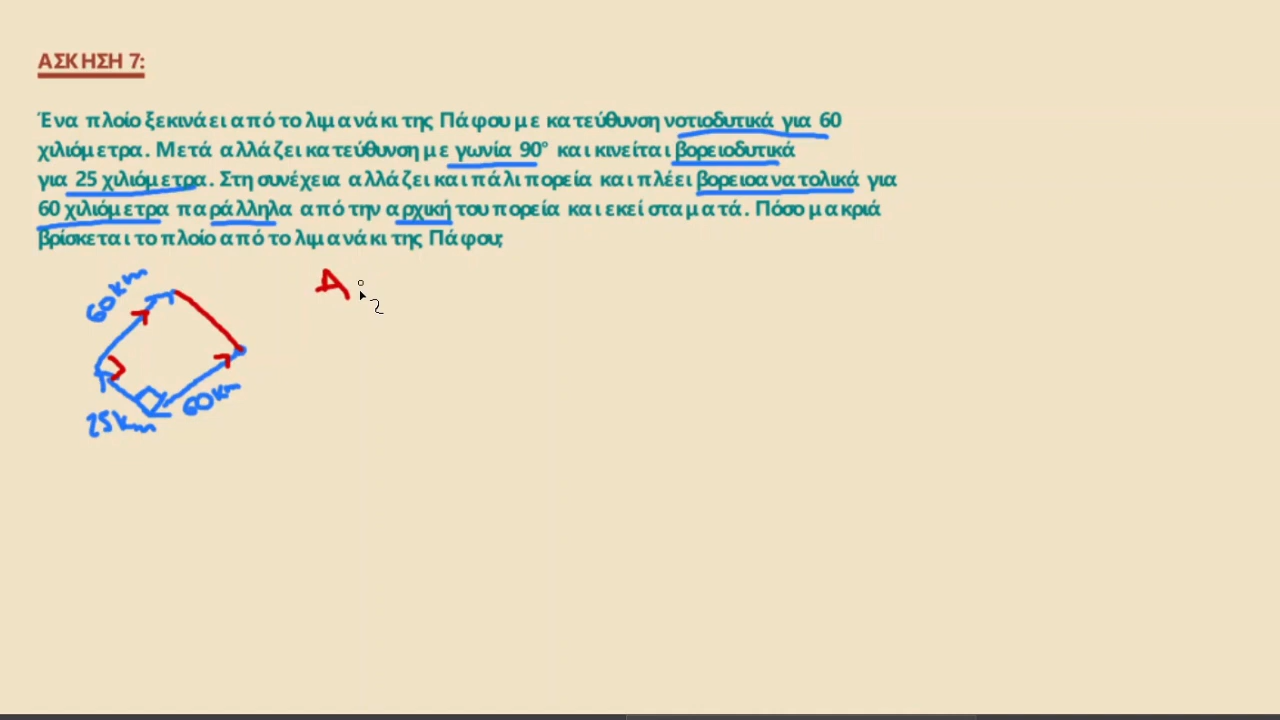 ΑΣΚΗΣΗ 7:
Ένα πλοίο ξεκινάει από το λιμανάκι της Πάφου με κατεύθυνση νοτιοδυτικά για 60
χιλιόμετρα. Μετά αλλάζει κατεύθυνση με γωνία 90° και κινείται βορειοδυτικά
για 25 χιλιόμετρα. Στη συνέχεια αλλάζει και πάλι πορεία και πλέει βορειοανατολικά για
60 χιλιόμετρα παράλληλα από την αρχική του πορεία και εκεί σταματά. Πόσο μακριά
βρίσκεται το πλοίο από το λιμανάκι της Πάφου;
60km
Α
60km
25km